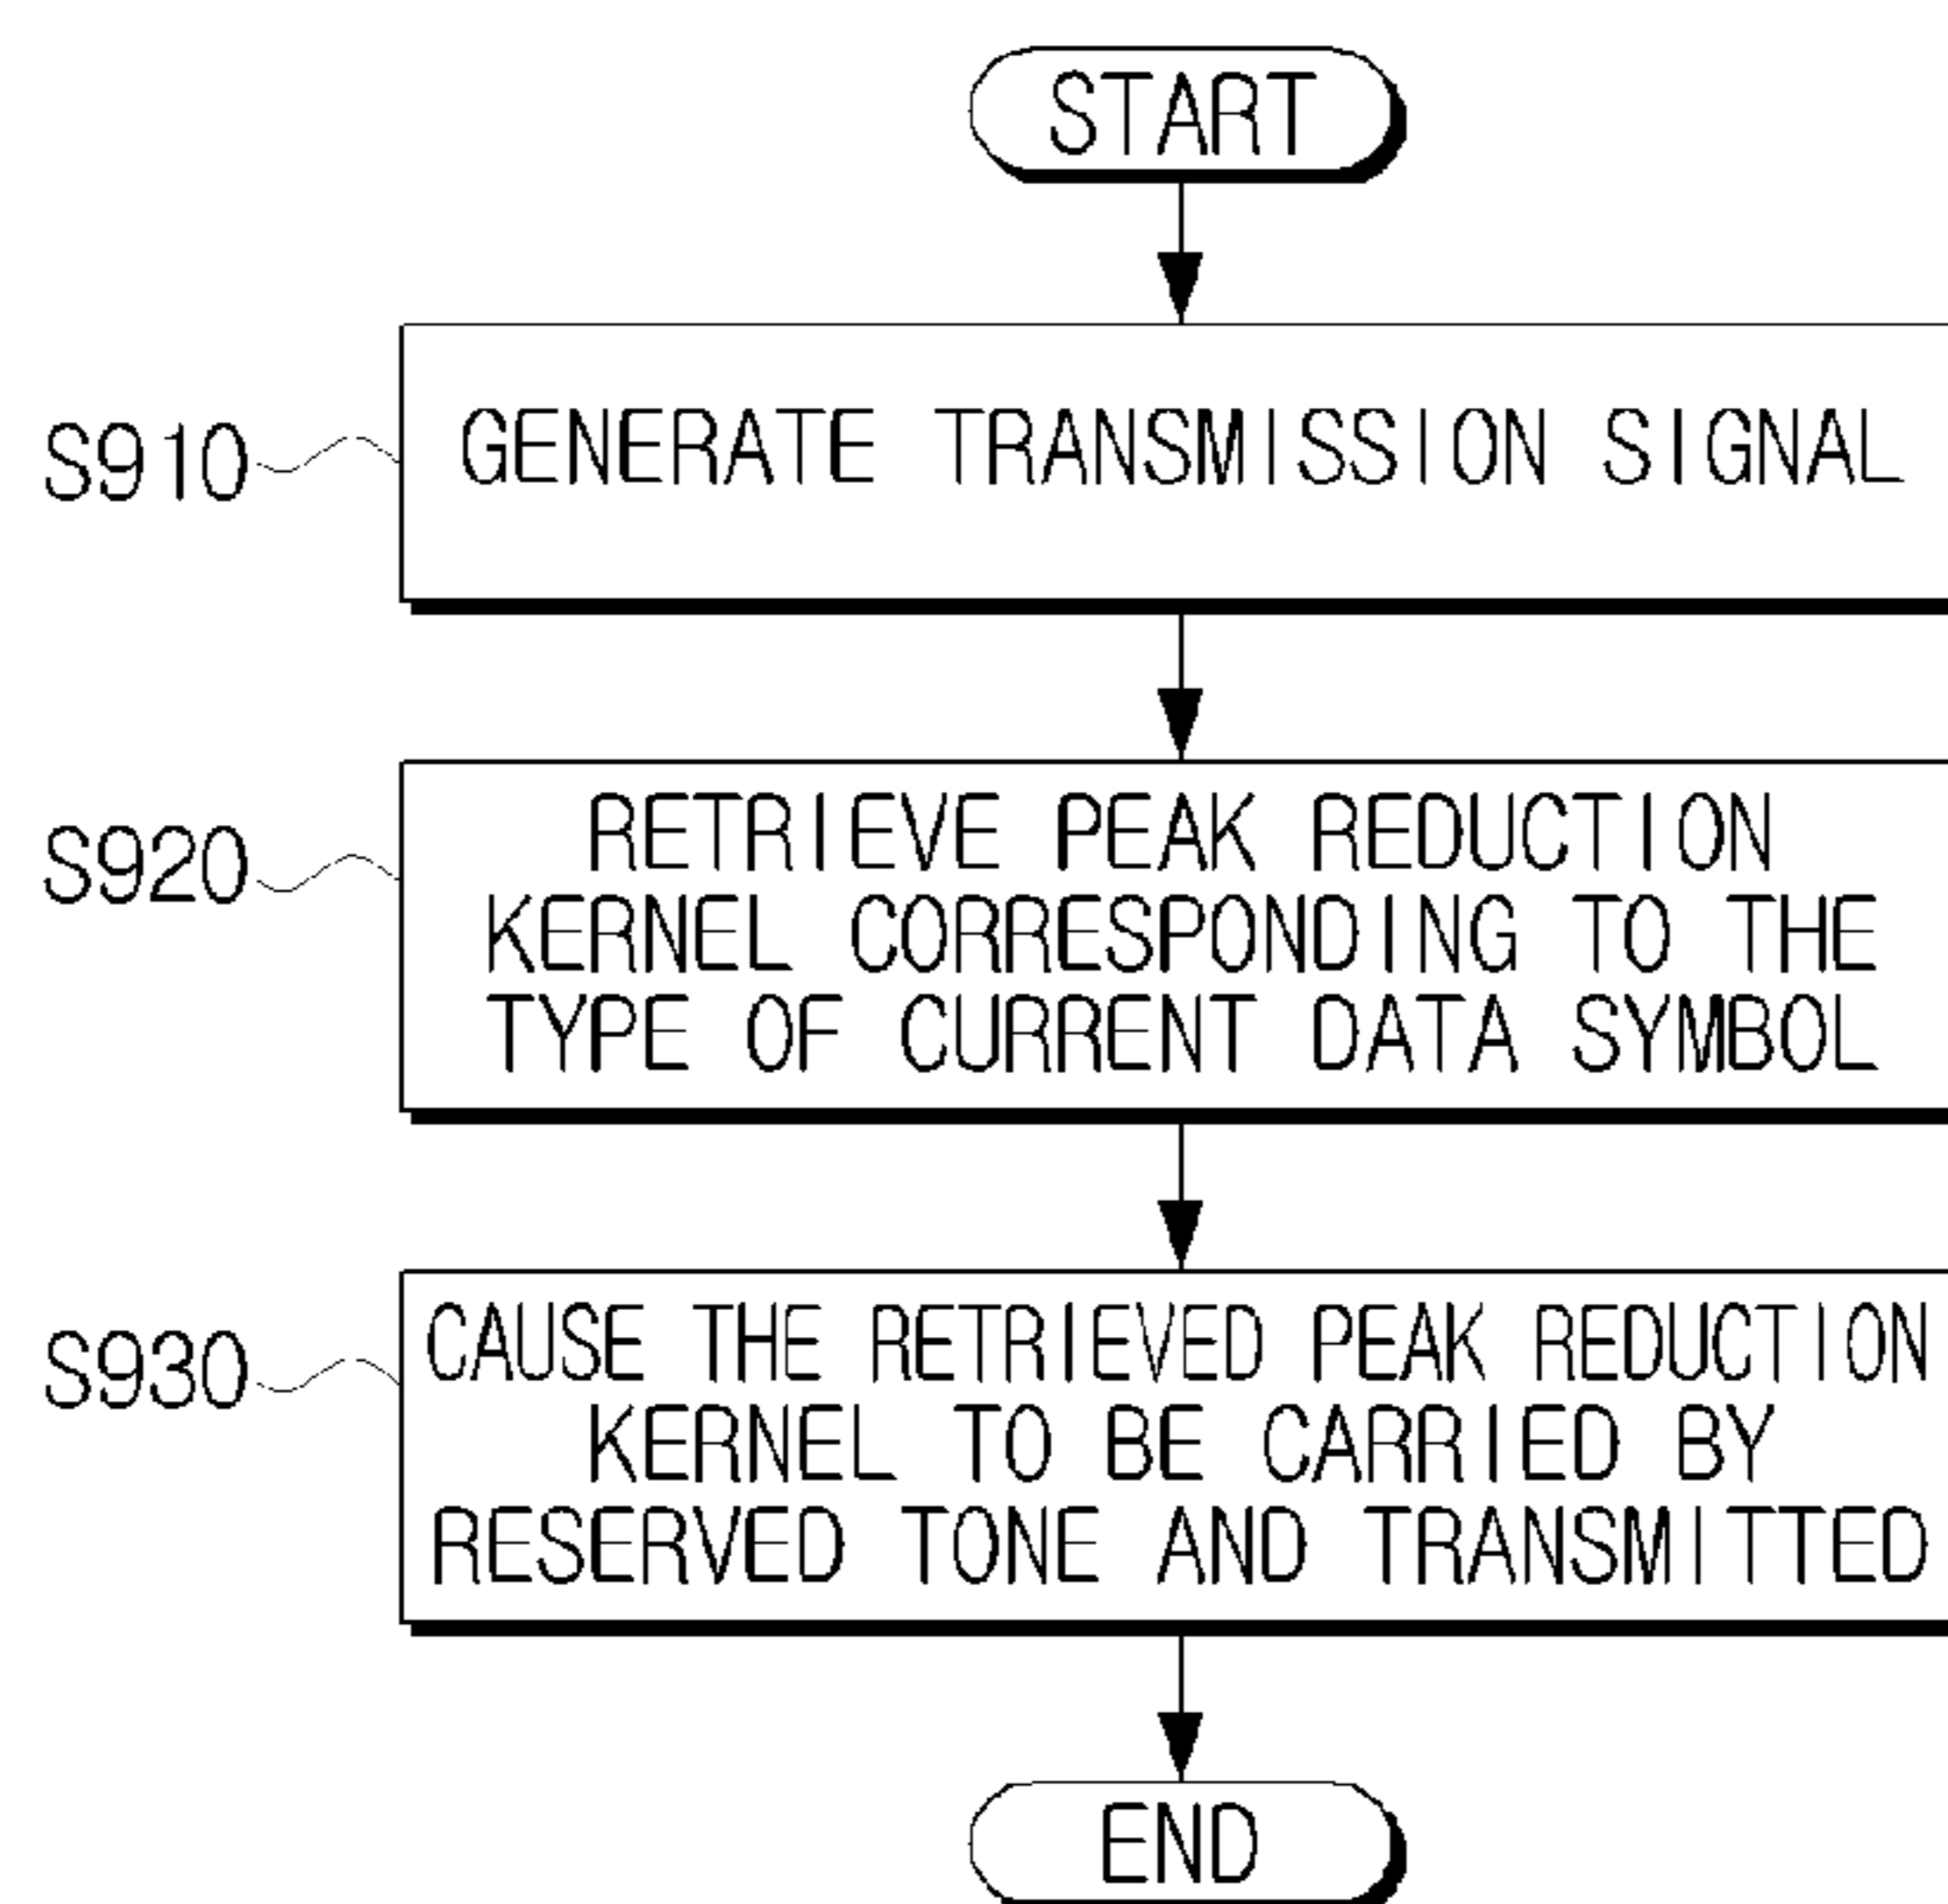 START
S910
GENERATE TRANSMISSION SIGNAL
S920
RETRIEVE PEAK REDUCTION
KERNEL CORRESPONDING TO THE
TYPE OF CURRENT DATA SYMBOL
S930
CAUSE THE RETRIEVED PEAK REDUCTION
KERNEL TO BE CARRIED BY
RESERVED TONE AND TRANSMITTED
END